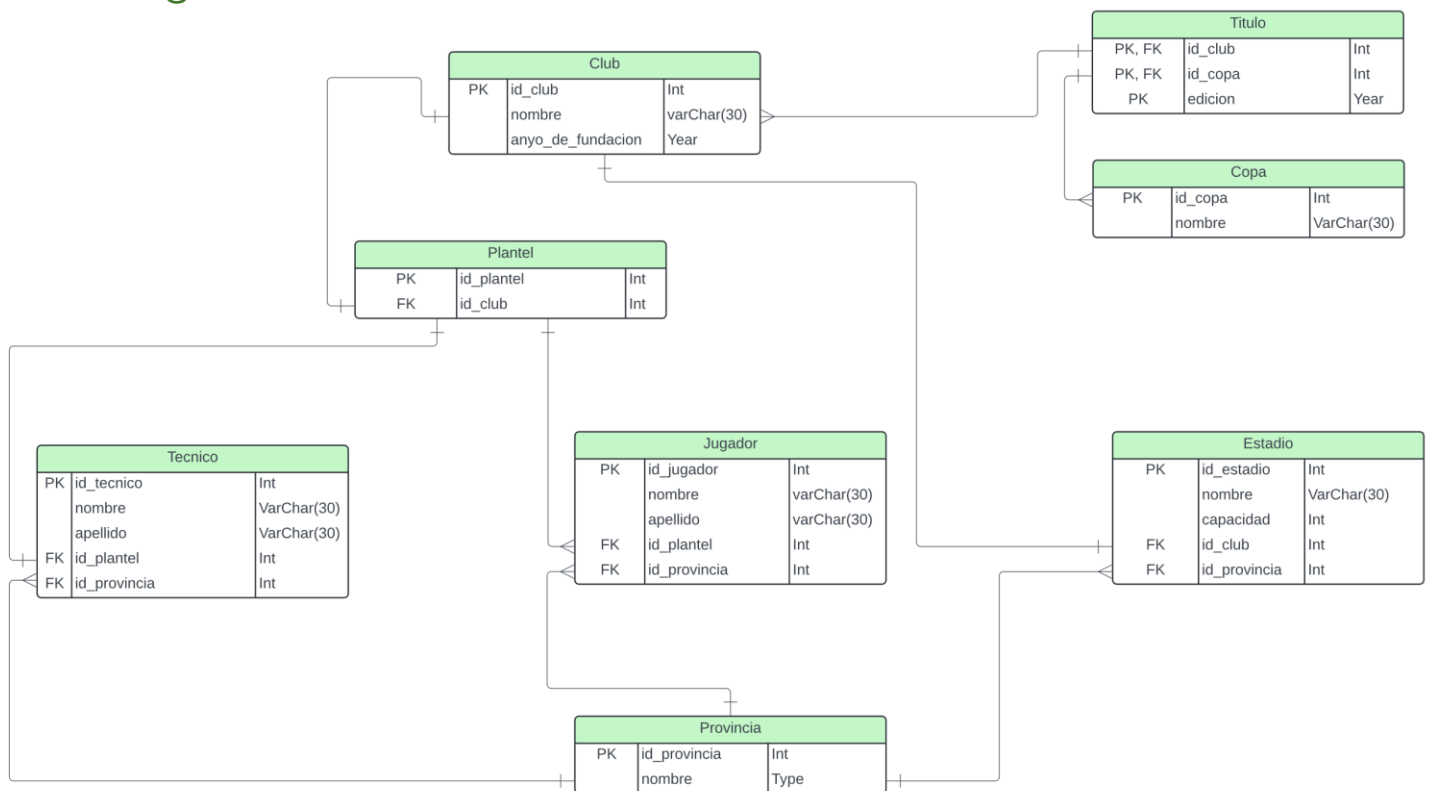 Titulo
PK, FK id_club Int
PK, FK id_copa Int
PK edicion Year
Club
PK id_club Int
nombre varChar(30)
anyo_de_fundacion Year
Copa
PK id_copa Int
nombre VarChar(30)
Plantel
PK id_plantel Int
FK id_club Int
Tecnico
PK id_tecnico Int
nombre VarChar(30)
apellido VarChar(30)
FK id_plantel Int
FK id_provincia Int
Jugador
PK id_jugador Int
nombre varChar(30)
apellido varChar(30)
FK id_plantel Int
FK id_provincia Int
Estadio
PK id_estadio Int
nombre VarChar(30)
capacidad Int
FK id_club Int
FK id_provincia Int
Provincia
PK id_provincia Int
nombre Type